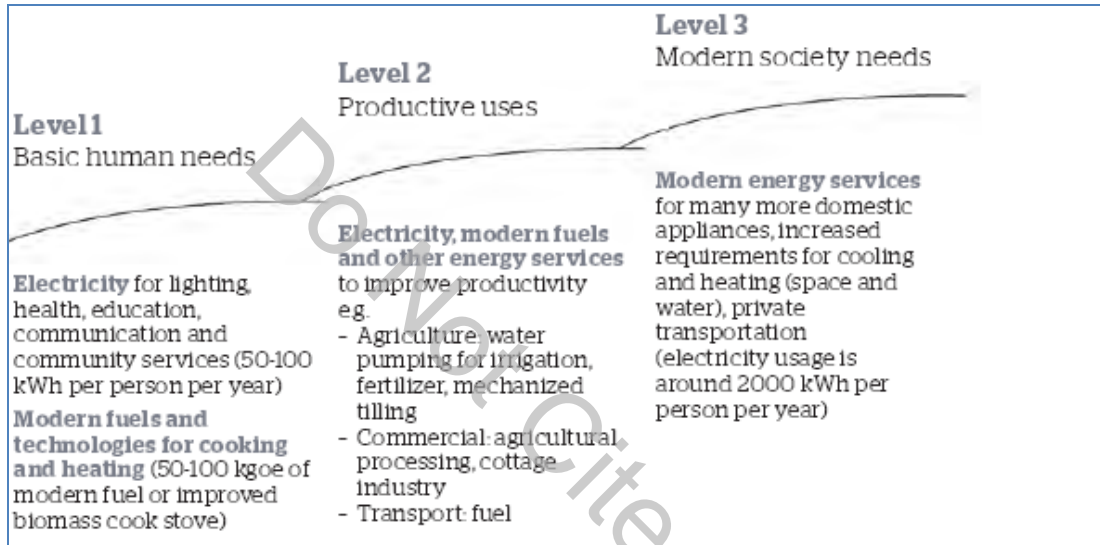 Level 1
Basic human needs
Electricity for lighting,
health, education,
communication and
community services (50-100
kWh per person per year)
Modern fuels and
technologies for cooking
and heating (50-100 kgoe of
modern fuel or improved
biomass cook stove)
Level 2
Productive uses
Electricity, modern fuels
and other energy services
to improve productivity
eg.
- Agriculture: water
pumping for irrigation,
fertilizer, mechanized
tilling
- Commercial: agricultural
processing, cottage
industry
- Transport: fuel
Level 3
Modern society needs
Modern energy services
for many more domestic
appliances, increased
requirements for cooling
and heating (space and
water), private
transportation
(electricity usage is
around 2000 kWh per
person per year)
Do Not Cite